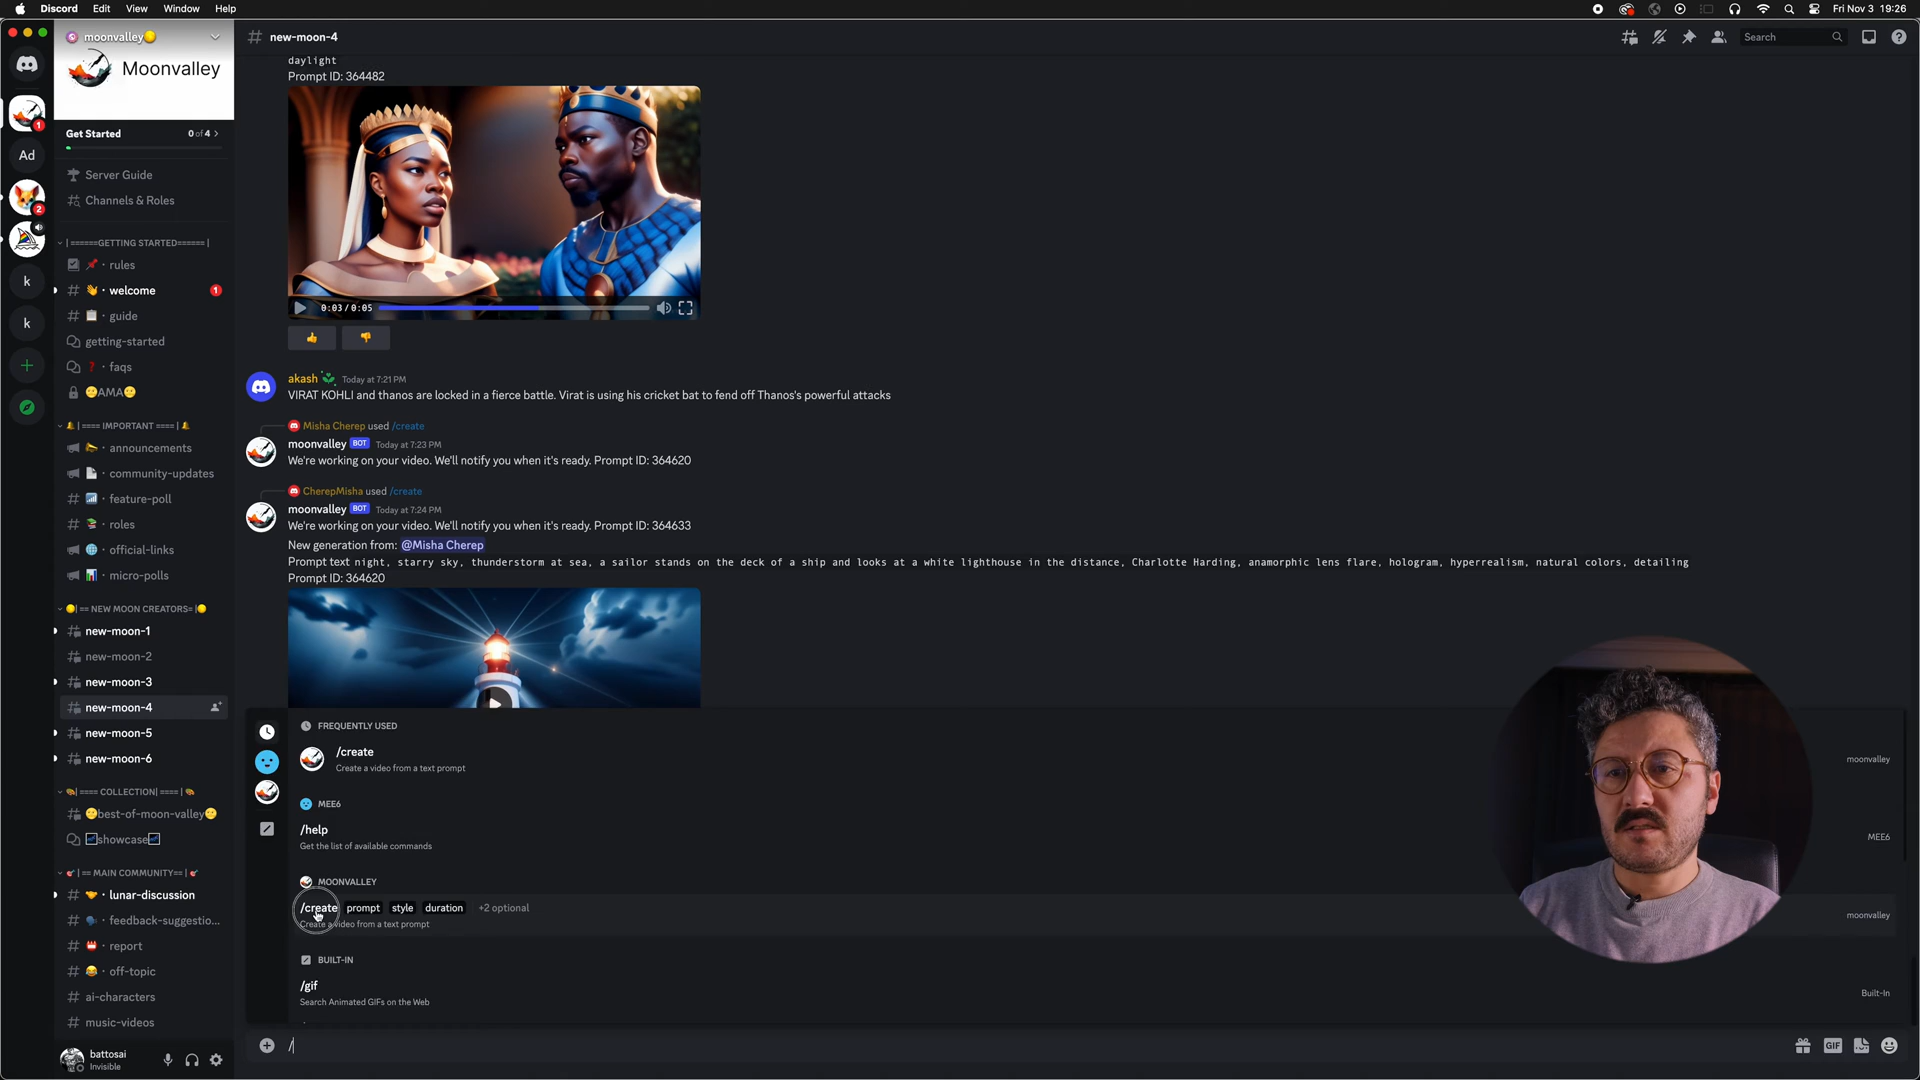 Discord Edit View Window Help
Fri Nov 3 19:26
moonvalley
Moonvalley
Get Started 0 of 4 >
Server Guide
Channels & Roles
| ======GETTING STARTED====== |
rules
welcome 1
guide
getting-started
faqs
AMA
| ==== IMPORTANT ==== |
announcements
community-updates
feature-poll
roles
official-links
micro-polls
| == NEW MOON CREATORS= |
new-moon-1
new-moon-2
new-moon-3
new-moon-4
new-moon-5
new-moon-6
| ==== COLLECTION| ==== |
best-of-moon-valley
showcase
| == MAIN COMMUNITY== |
lunar-discussion
feedback-suggestio...
report
off-topic
ai-characters
music-videos
battosai
Invisible
1
Ad
2
k
k
# new-moon-4
Search
daylight
Prompt ID: 364482
0:03 / 0:05
akash Today at 7:21 PM
VIRAT KOHLI and thanos are locked in a fierce battle. Virat is using his cricket bat to fend off Thanos's powerful attacks
Misha Cherep used /create
moonvalley BOT Today at 7:23 PM
We're working on your video. We'll notify you when it's ready. Prompt ID: 364620
CherepMisha used /create
moonvalley BOT Today at 7:24 PM
We're working on your video. We'll notify you when it's ready. Prompt ID: 364633
New generation from: @Misha Cherep
Prompt text night, starry sky, thunderstorm at sea, a sailor stands on the deck of a ship and looks at a white lighthouse in the distance, Charlotte Harding, anamorphic lens flare, hologram, hyperrealism, natural colors, detailing
Prompt ID: 364620
FREQUENTLY USED
/create
Create a video from a text prompt
moonvalley
MEE6
/help
Get the list of available commands
MEE6
MOONVALLEY
/create prompt style duration +2 optional
Create a video from a text prompt
moonvalley
BUILT-IN
/gif
Search Animated GIFs on the Web
Built-In
/
GIF